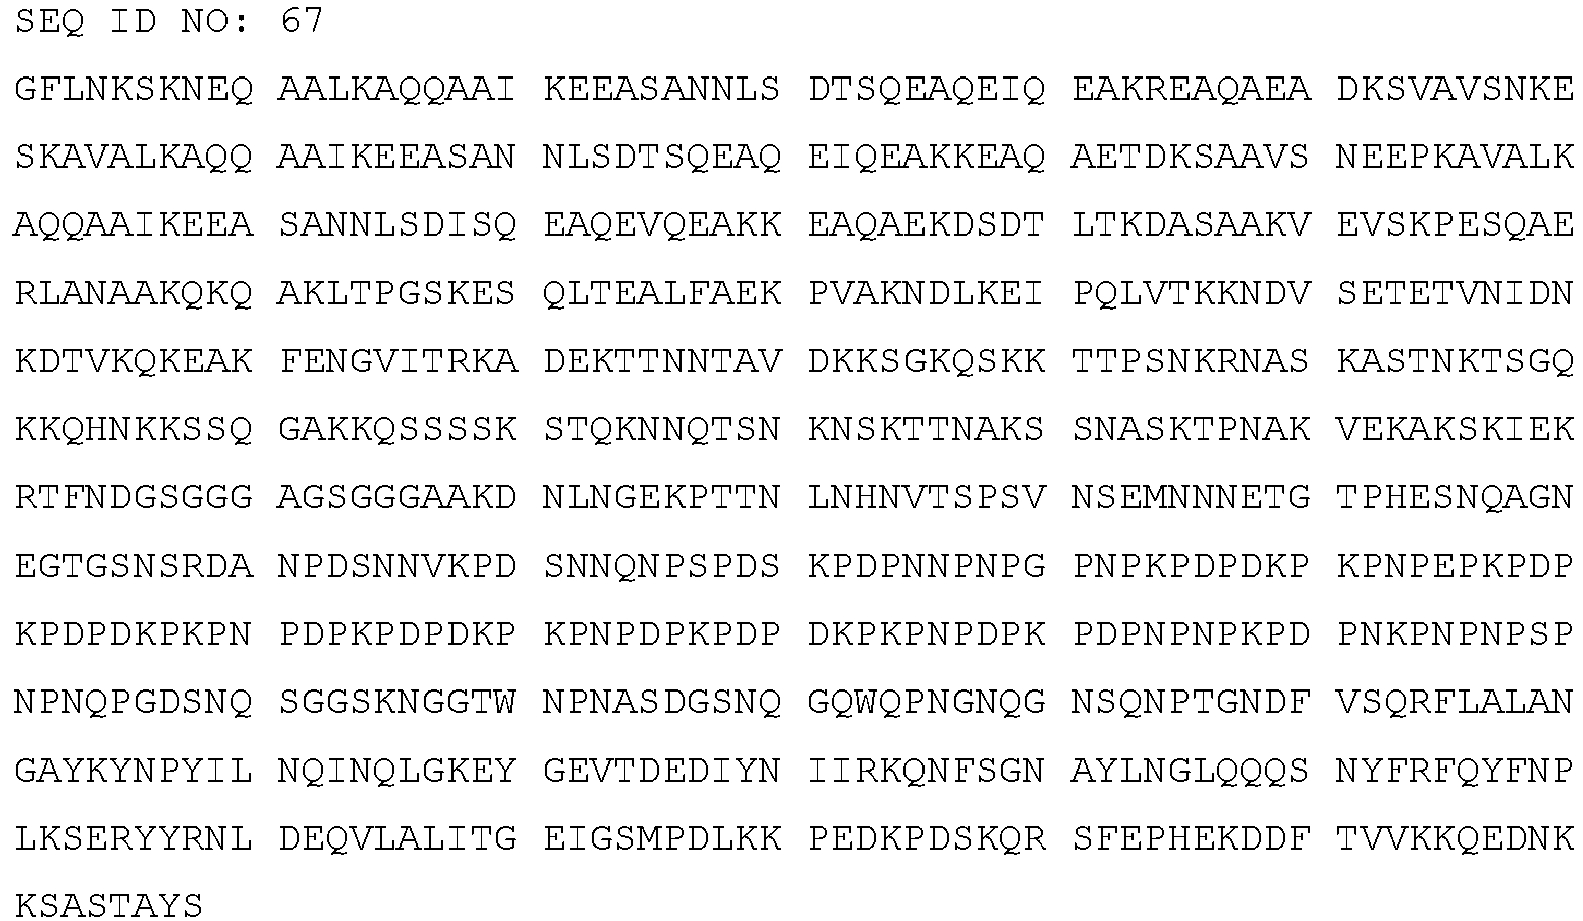 SEQ ID NO: 67
GFLNKSKNEQ AALKAQQAAI KEEASANNLS DTSQEAQEIQ EAKREAQAEA DKSVAVSNKE
SKAVALKAQQ AAIKEEASAN NLSDTSQEAQ EIQEAKKEAQ AETDKSAAVS NEEPKAVALK
AQQAAIKEEA SANNLSDISQ EAQEVQEAKK EAQAEKDSDT LTKDASAAKV EVSKPESQAE
RLANAAKQKQ AKLTPGSKES QLTEALFAEK PVAKNDLKEI PQLVTKKNDV SETETVNIDN
KDTVKQKEAK FENGVITRKA DEKTTNNTAV DKKSGKQSKK TTPSNKRNAS KASTNKTSGQ
KKQHNKKSSQ GAKKQSSSSK STQKNNQTSN KNSKTTNAKS SNASKTPNAK VEKAKSKIEK
RTFNDGSGGG AGSGGGAAKD NLNGEKPTTN LNHNVTSPSV NSEMNNNETG TPHESNQAGN
EGTGSNSRDA NPDSNNVKPD SNNQNPSPDS KPDPNNPNPG PNPKPDPDKP KPNPEPKPDP
KPDPDKPKPN PDPKPDPDKP KPNPDPKPDP DKPKPNPDPK PDPNPNPKPD PNKPNPNPSP
NPNQPGDSNQ SGGSKNGGTW NPNASDGSNQ GQWQPNGNQG NSQNPTGNDF VSQRFLALAN
GAYKYNPYIL NQINQLGKEY GEVTDEDIYN IIRKQNFSGN AYLNGLQQQS NYFRFQYFNP
LKSERYYRNL DEQVLALITG EIGSMPDLKK PEDKPDSKQR SFEPHEKDDF TVVKKQEDNK
KSASTAYS